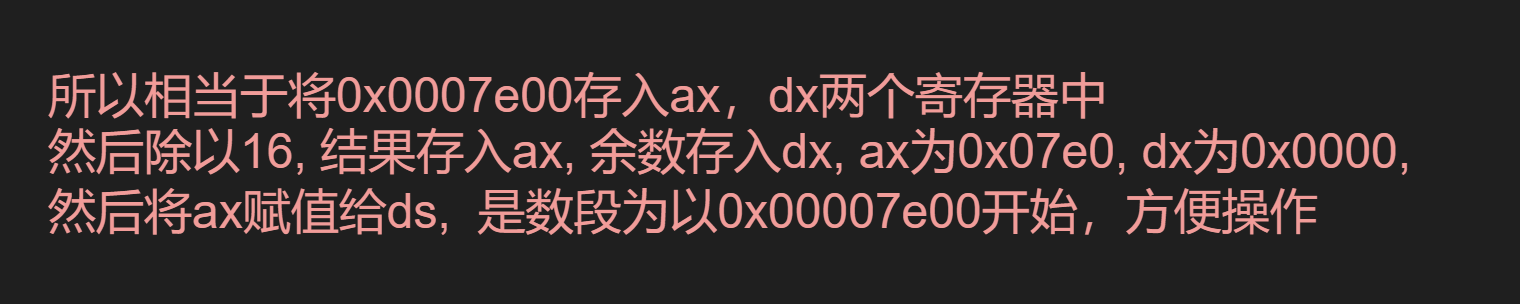 所以相当于将0x0007e00存入ax，dx两个寄存器中
然后除以16, 结果存入ax, 余数存入dx, ax为0x07e0, dx为0x0000,
然后将ax赋值给ds,  是数段为以0x00007e00开始，方便操作